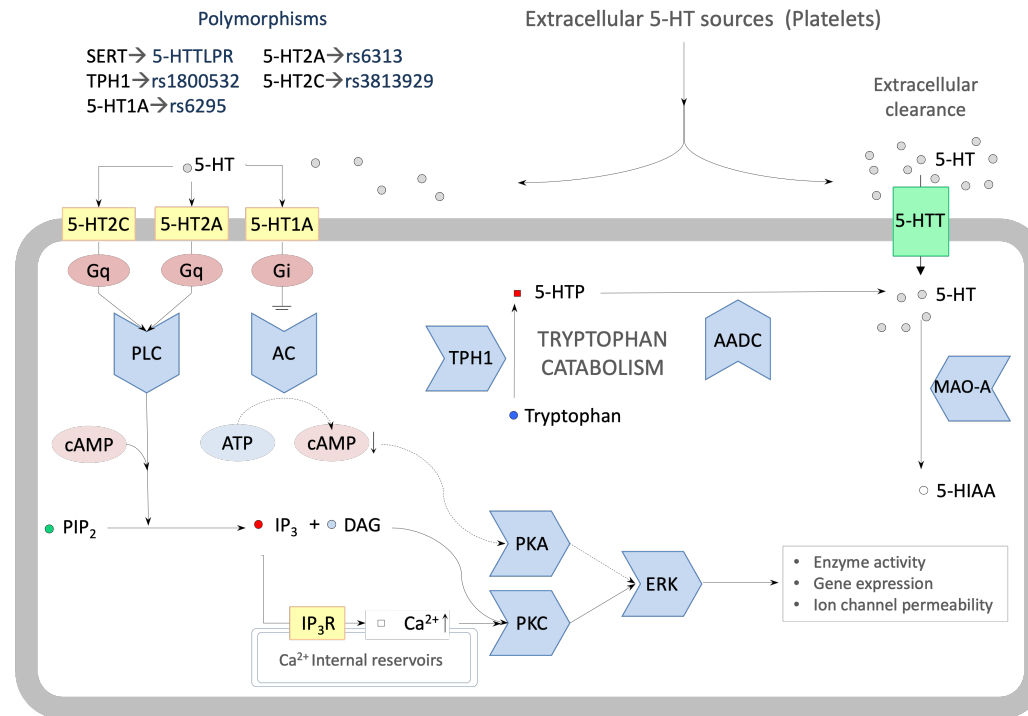 Polymorphisms
SERT→ 5-HTTLPR
TPH1→rs1800532
5-HT1A→rs6295
5-HT2A→rs6313
5-HT2C→rs3813929
Extracellular 5-HT sources (Platelets)
Extracellular
clearance
5-HT
5-HT
5-HT2C
5-HT2A
5-HT1A
5-HTT
Gq
Gq
Gi
5-HTP
5-HT
PLC
AC
TPH1
TRYPTOPHAN
CATABOLISM
AADC
MAO-A
Tryptophan
cAMP
ATP
cAMP
5-HIAA
PIP₂
IP₃ + DAG
PKA
ERK
• Enzyme activity
• Gene expression
• Ion channel permeability
IP₃R
Ca²⁺↑
PKC
Ca²⁺ Internal reservoirs